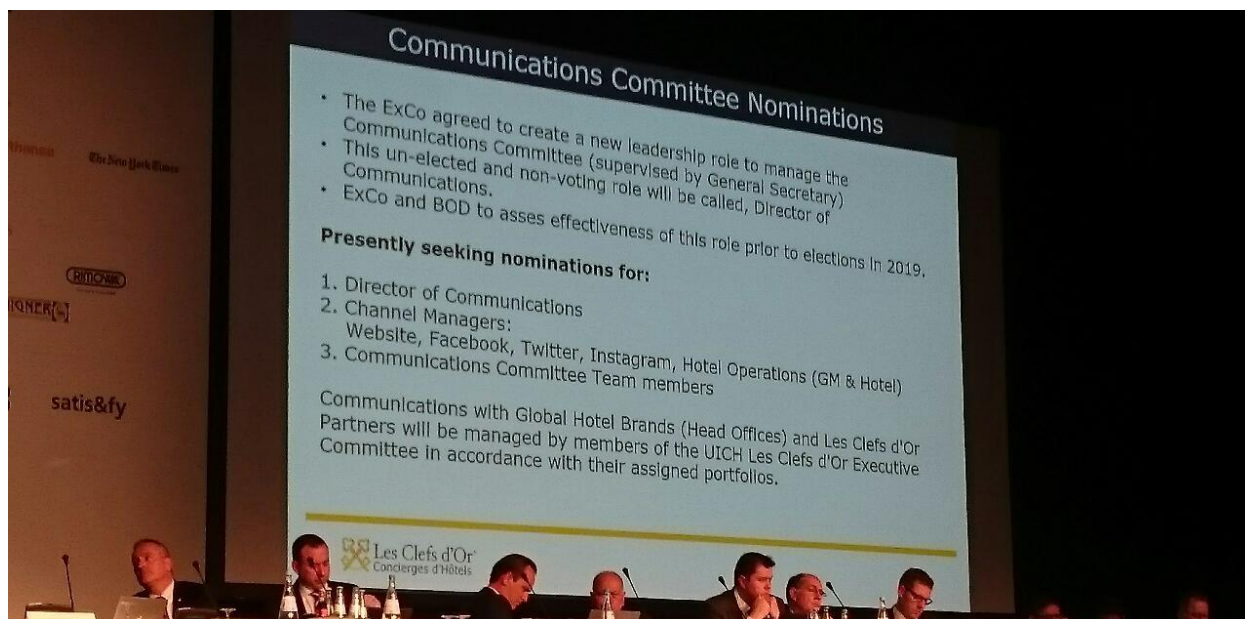 Communications Committee Nominations
• The ExCo agreed to create a new leadership role to manage the
Communications Committee (supervised by General Secretary)
• This un-elected and non-voting role will be called, Director of
Communications.
• ExCo and BOD to asses effectiveness of this role prior to elections in 2019.
Presently seeking nominations for:
1. Director of Communications
2. Channel Managers:
Website, Facebook, Twitter, Instagram, Hotel Operations (GM & Hotel)
3. Communications Committee Team members
Communications with Global Hotel Brands (Head Offices) and Les Clefs d'Or
Partners will be managed by members of the UICH Les Clefs d'Or Executive
Committee in accordance with their assigned portfolios.
Les Clefs d'Or
Concierges d'Hôtels
The New York Times
RIMOWA
satis&fy